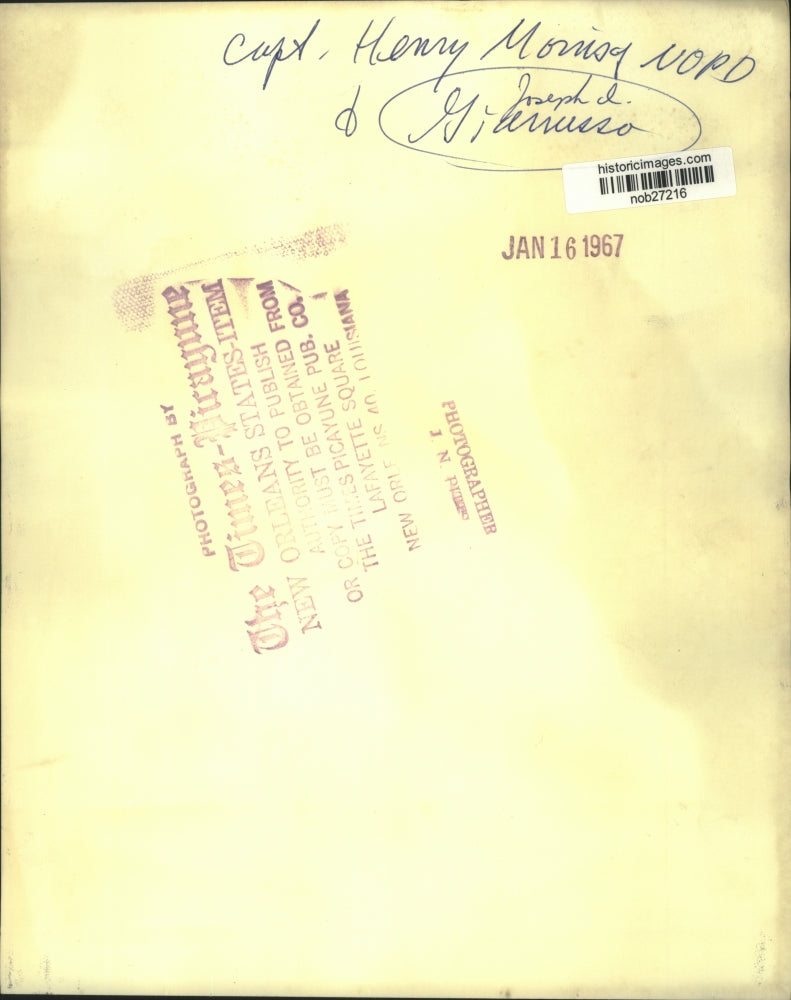 Capt. Henry Morris NOPD
& Joseph I.
Giarrusso
historicimages.com
nob27216
JAN 16 1967
PHOTOGRAPH BY
The Times-Picayune
NEW ORLEANS STATES-ITEM
AUTHORITY TO PUBLISH
OR COPY MUST BE OBTAINED FROM
THE TIMES PICAYUNE PUB. CO.
LAFAYETTE SQUARE
NEW ORLEANS 40, LOUISIANA
PHOTOGRAPHER